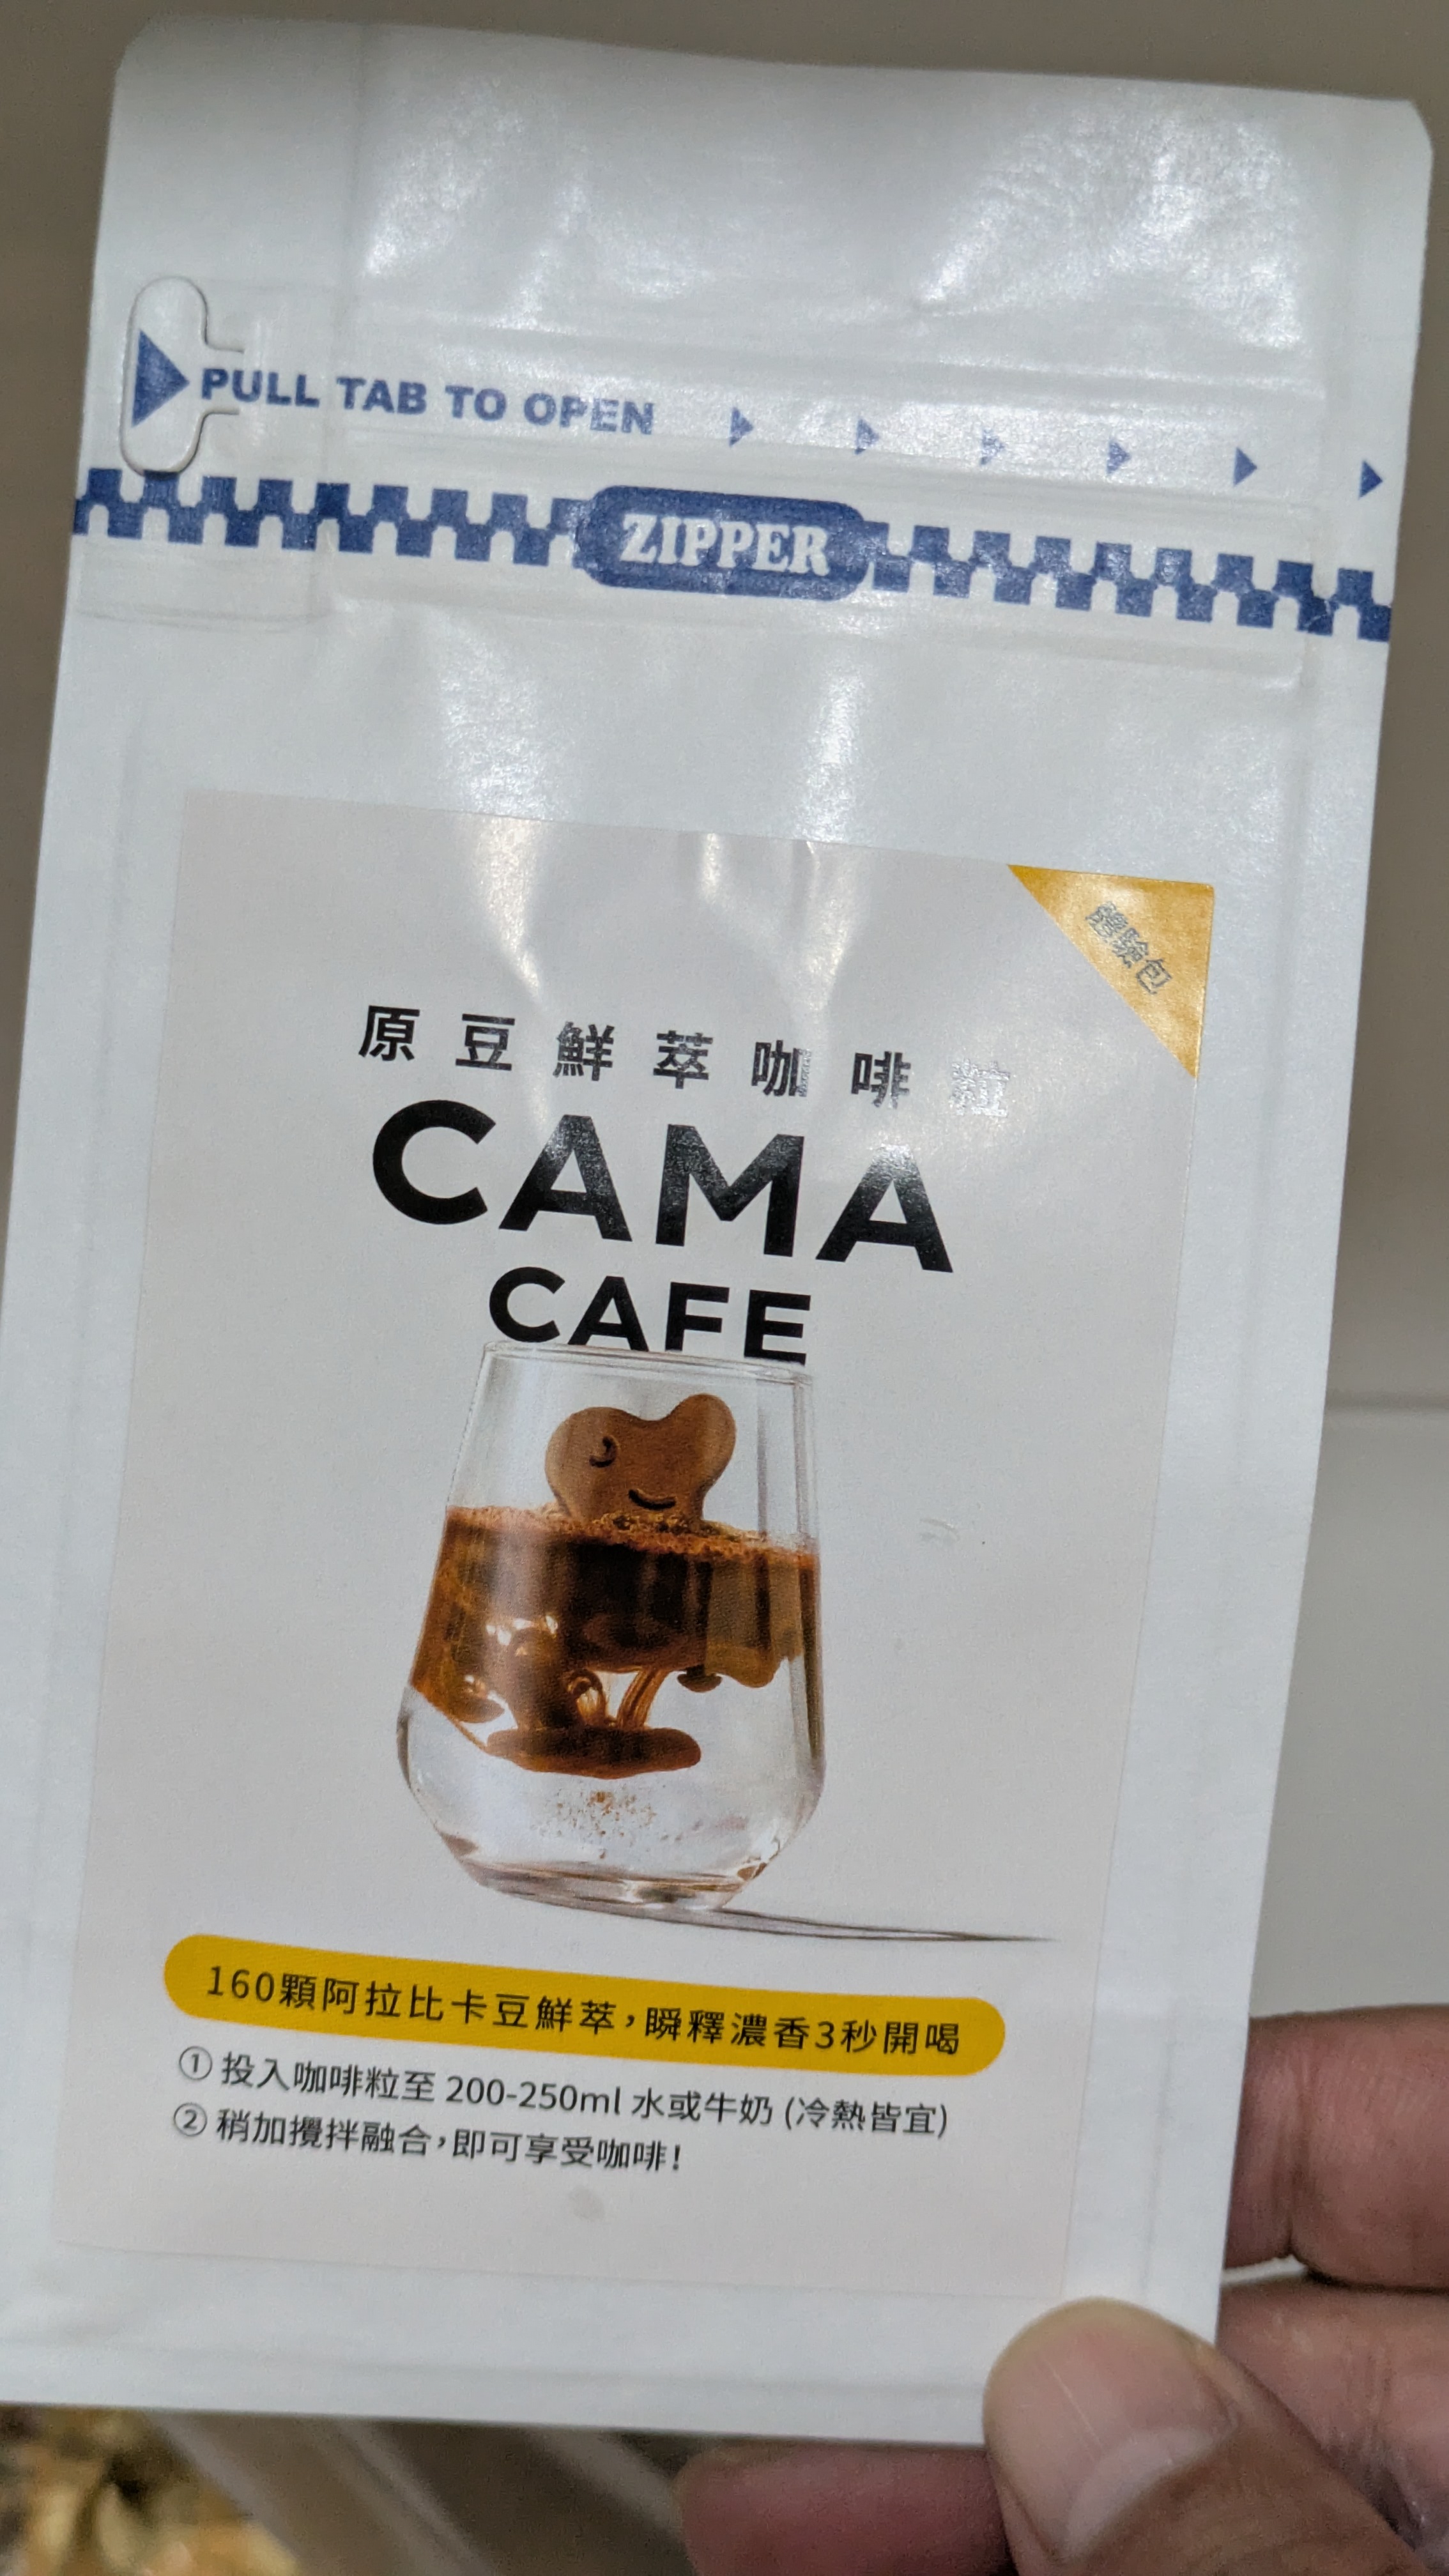 PULL TAB TO OPEN
ZIPPER
體驗包
原豆鮮萃咖啡粒
CAMA
CAFE
160顆阿拉比卡豆鮮萃,瞬釋濃香3秒開喝
① 投入咖啡粒至 200-250ml 水或牛奶 (冷熱皆宜)
② 稍加攪拌融合,即可享受咖啡!